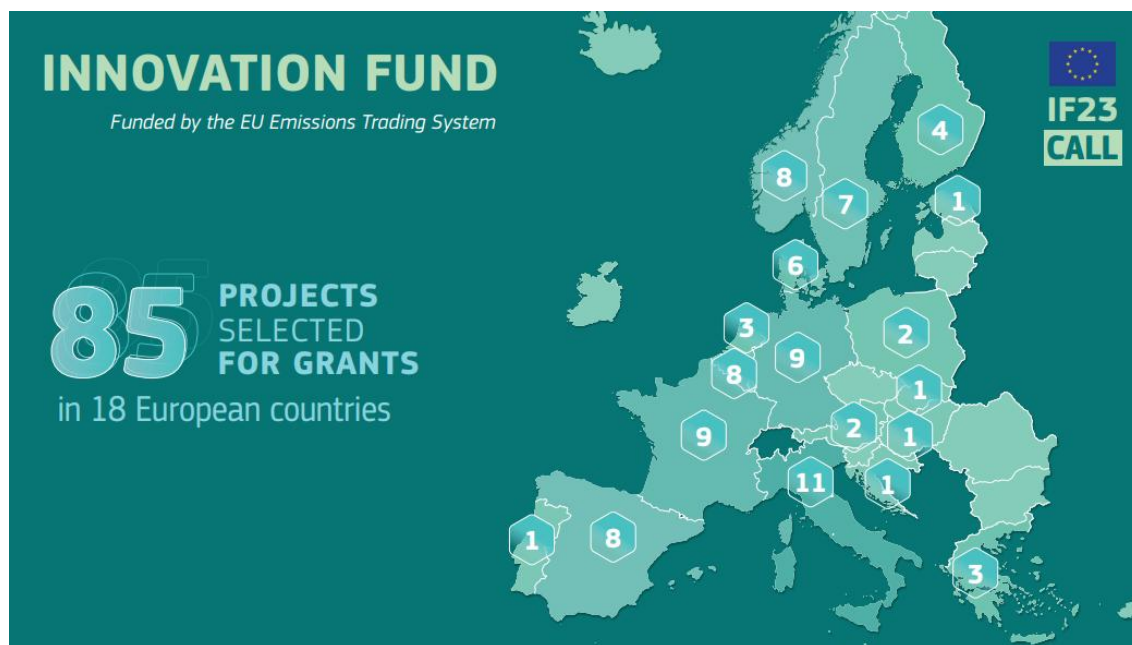 INNOVATION FUND
Funded by the EU Emissions Trading System
IF23
CALL
85
PROJECTS
SELECTED
FOR GRANTS
in 18 European countries
4
8
7
1
6
3
2
9
8
1
9
2
1
11
1
1
8
3